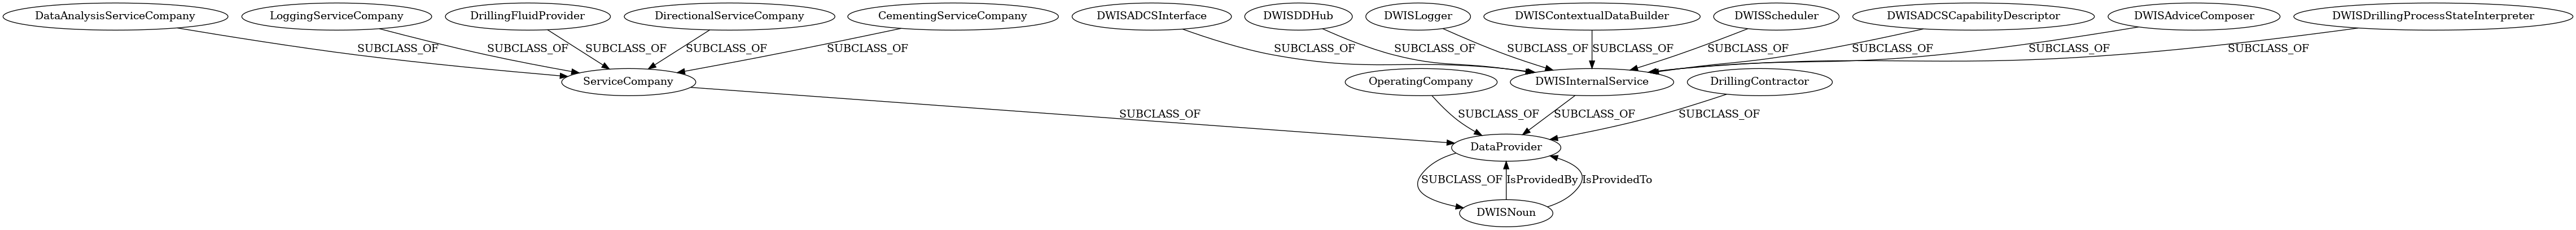 DataAnalysisServiceCompany
LoggingServiceCompany
DrillingFluidProvider
DirectionalServiceCompany
CementingServiceCompany
DWISADCSInterface
DWISDDHub
DWISLogger
DWISContextualDataBuilder
DWISScheduler
DWISADCSCapabilityDescriptor
DWISAdviceComposer
DWISDrillingProcessStateInterpreter
SUBCLASS_OF
SUBCLASS_OF
SUBCLASS_OF
SUBCLASS_OF
SUBCLASS_OF
SUBCLASS_OF
SUBCLASS_OF
SUBCLASS_OF
SUBCLASS_OF
SUBCLASS_OF
SUBCLASS_OF
SUBCLASS_OF
SUBCLASS_OF
ServiceCompany
OperatingCompany
DWISInternalService
DrillingContractor
SUBCLASS_OF
SUBCLASS_OF
SUBCLASS_OF
SUBCLASS_OF
DataProvider
SUBCLASS_OF
IsProvidedBy
IsProvidedTo
DWISNoun